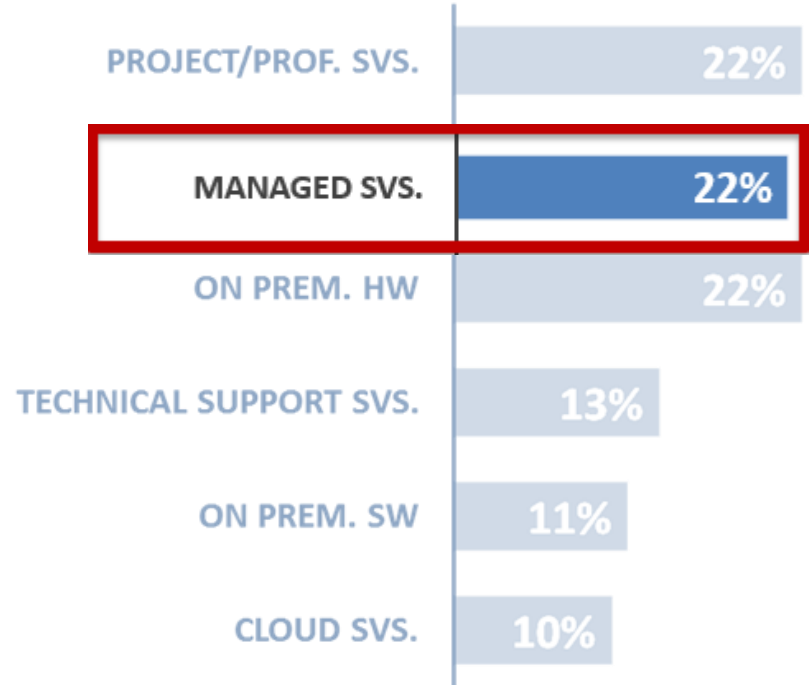 PROJECT/PROF. SVS. 22%
MANAGED SVS. 22%
ON PREM. HW 22%
TECHNICAL SUPPORT SVS. 13%
ON PREM. SW 11%
CLOUD SVS. 10%